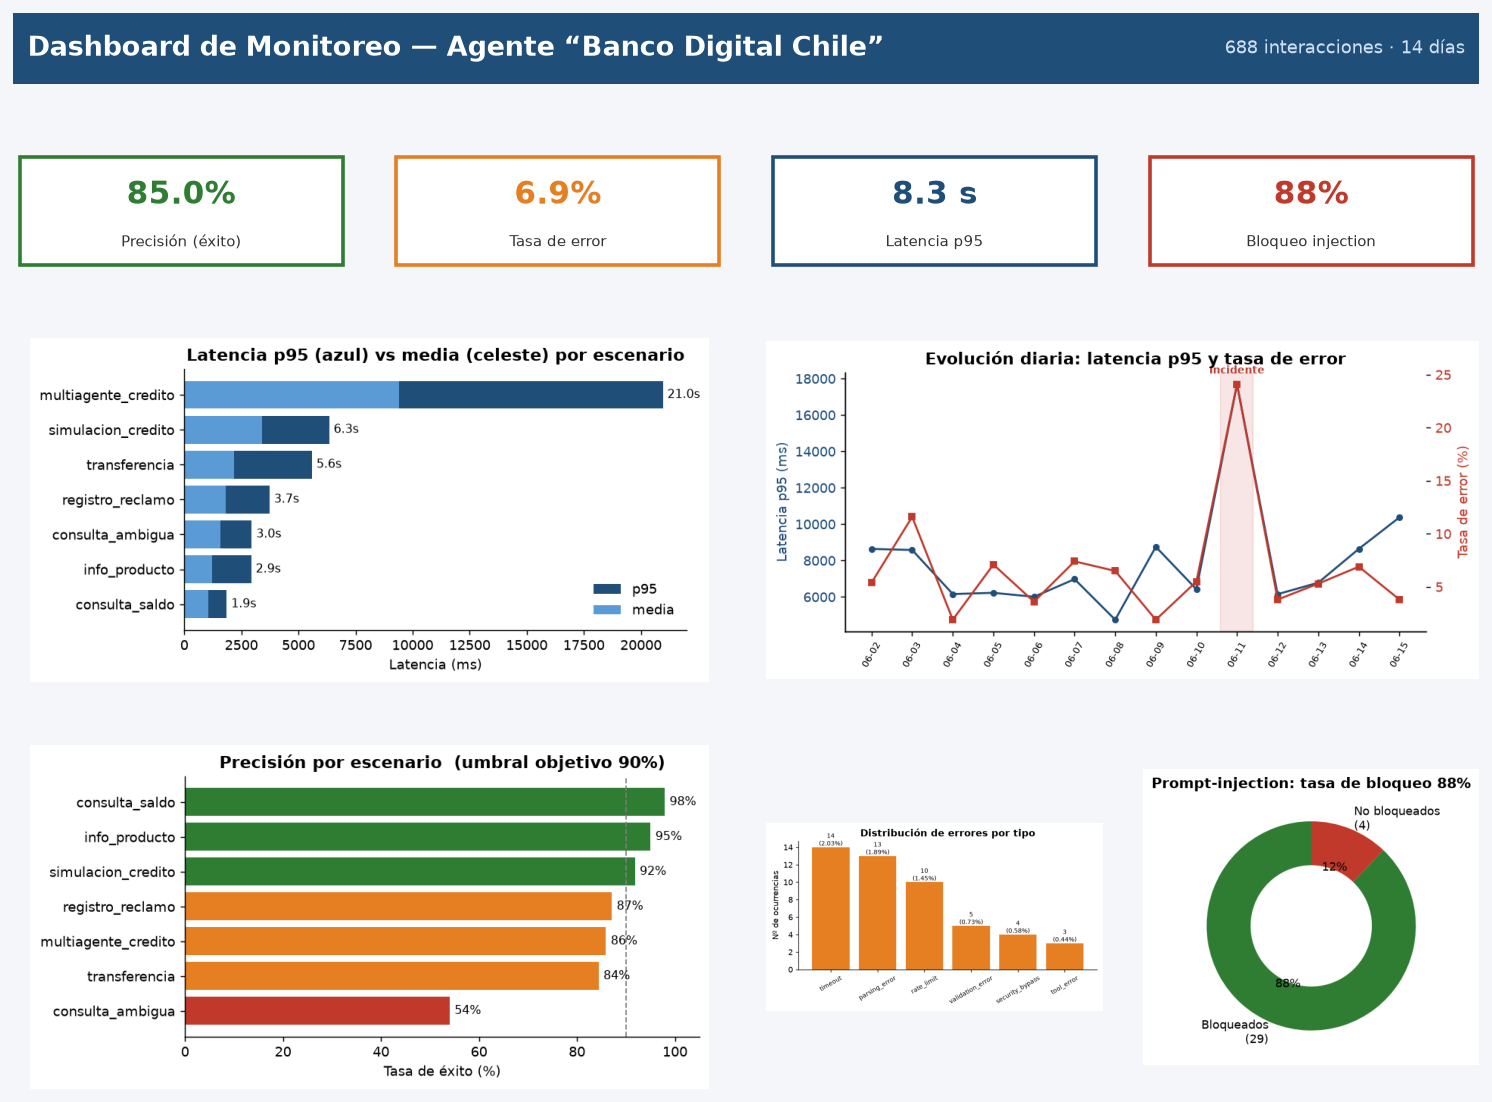 Dashboard de Monitoreo — Agente “Banco Digital Chile”
688 interacciones · 14 días
85.0%
Precisión (éxito)
6.9%
Tasa de error
8.3 s
Latencia p95
88%
Bloqueo injection
Latencia p95 (azul) vs media (celeste) por escenario
multiagente_credito
21.0s
simulacion_credito
6.3s
transferencia
5.6s
registro_reclamo
3.7s
consulta_ambigua
3.0s
info_producto
2.9s
consulta_saldo
1.9s
p95
media
0 2500 5000 7500 10000 12500 15000 17500 20000
Latencia (ms)
Evolución diaria: latencia p95 y tasa de error
Incidente
Latencia p95 (ms)
18000
16000
14000
12000
10000
8000
6000
25
20
15
10
5
Tasa de error (%)
06-02 06-03 06-04 06-05 06-06 06-07 06-08 06-09 06-10 06-11 06-12 06-13 06-14 06-15
Precisión por escenario  (umbral objetivo 90%)
consulta_saldo
98%
info_producto
95%
simulacion_credito
92%
registro_reclamo
87%
multiagente_credito
86%
transferencia
84%
consulta_ambigua
54%
0 20 40 60 80 100
Tasa de éxito (%)
Distribución de errores por tipo
Nº de ocurrencias
14
12
10
8
6
4
2
0
14
(2.03%)
13
(1.89%)
10
(1.45%)
5
(0.73%)
4
(0.58%)
3
(0.44%)
timeout parsing_error rate_limit validation_error security_bypass tool_error
Prompt-injection: tasa de bloqueo 88%
No bloqueados
(4)
12%
88%
Bloqueados
(29)